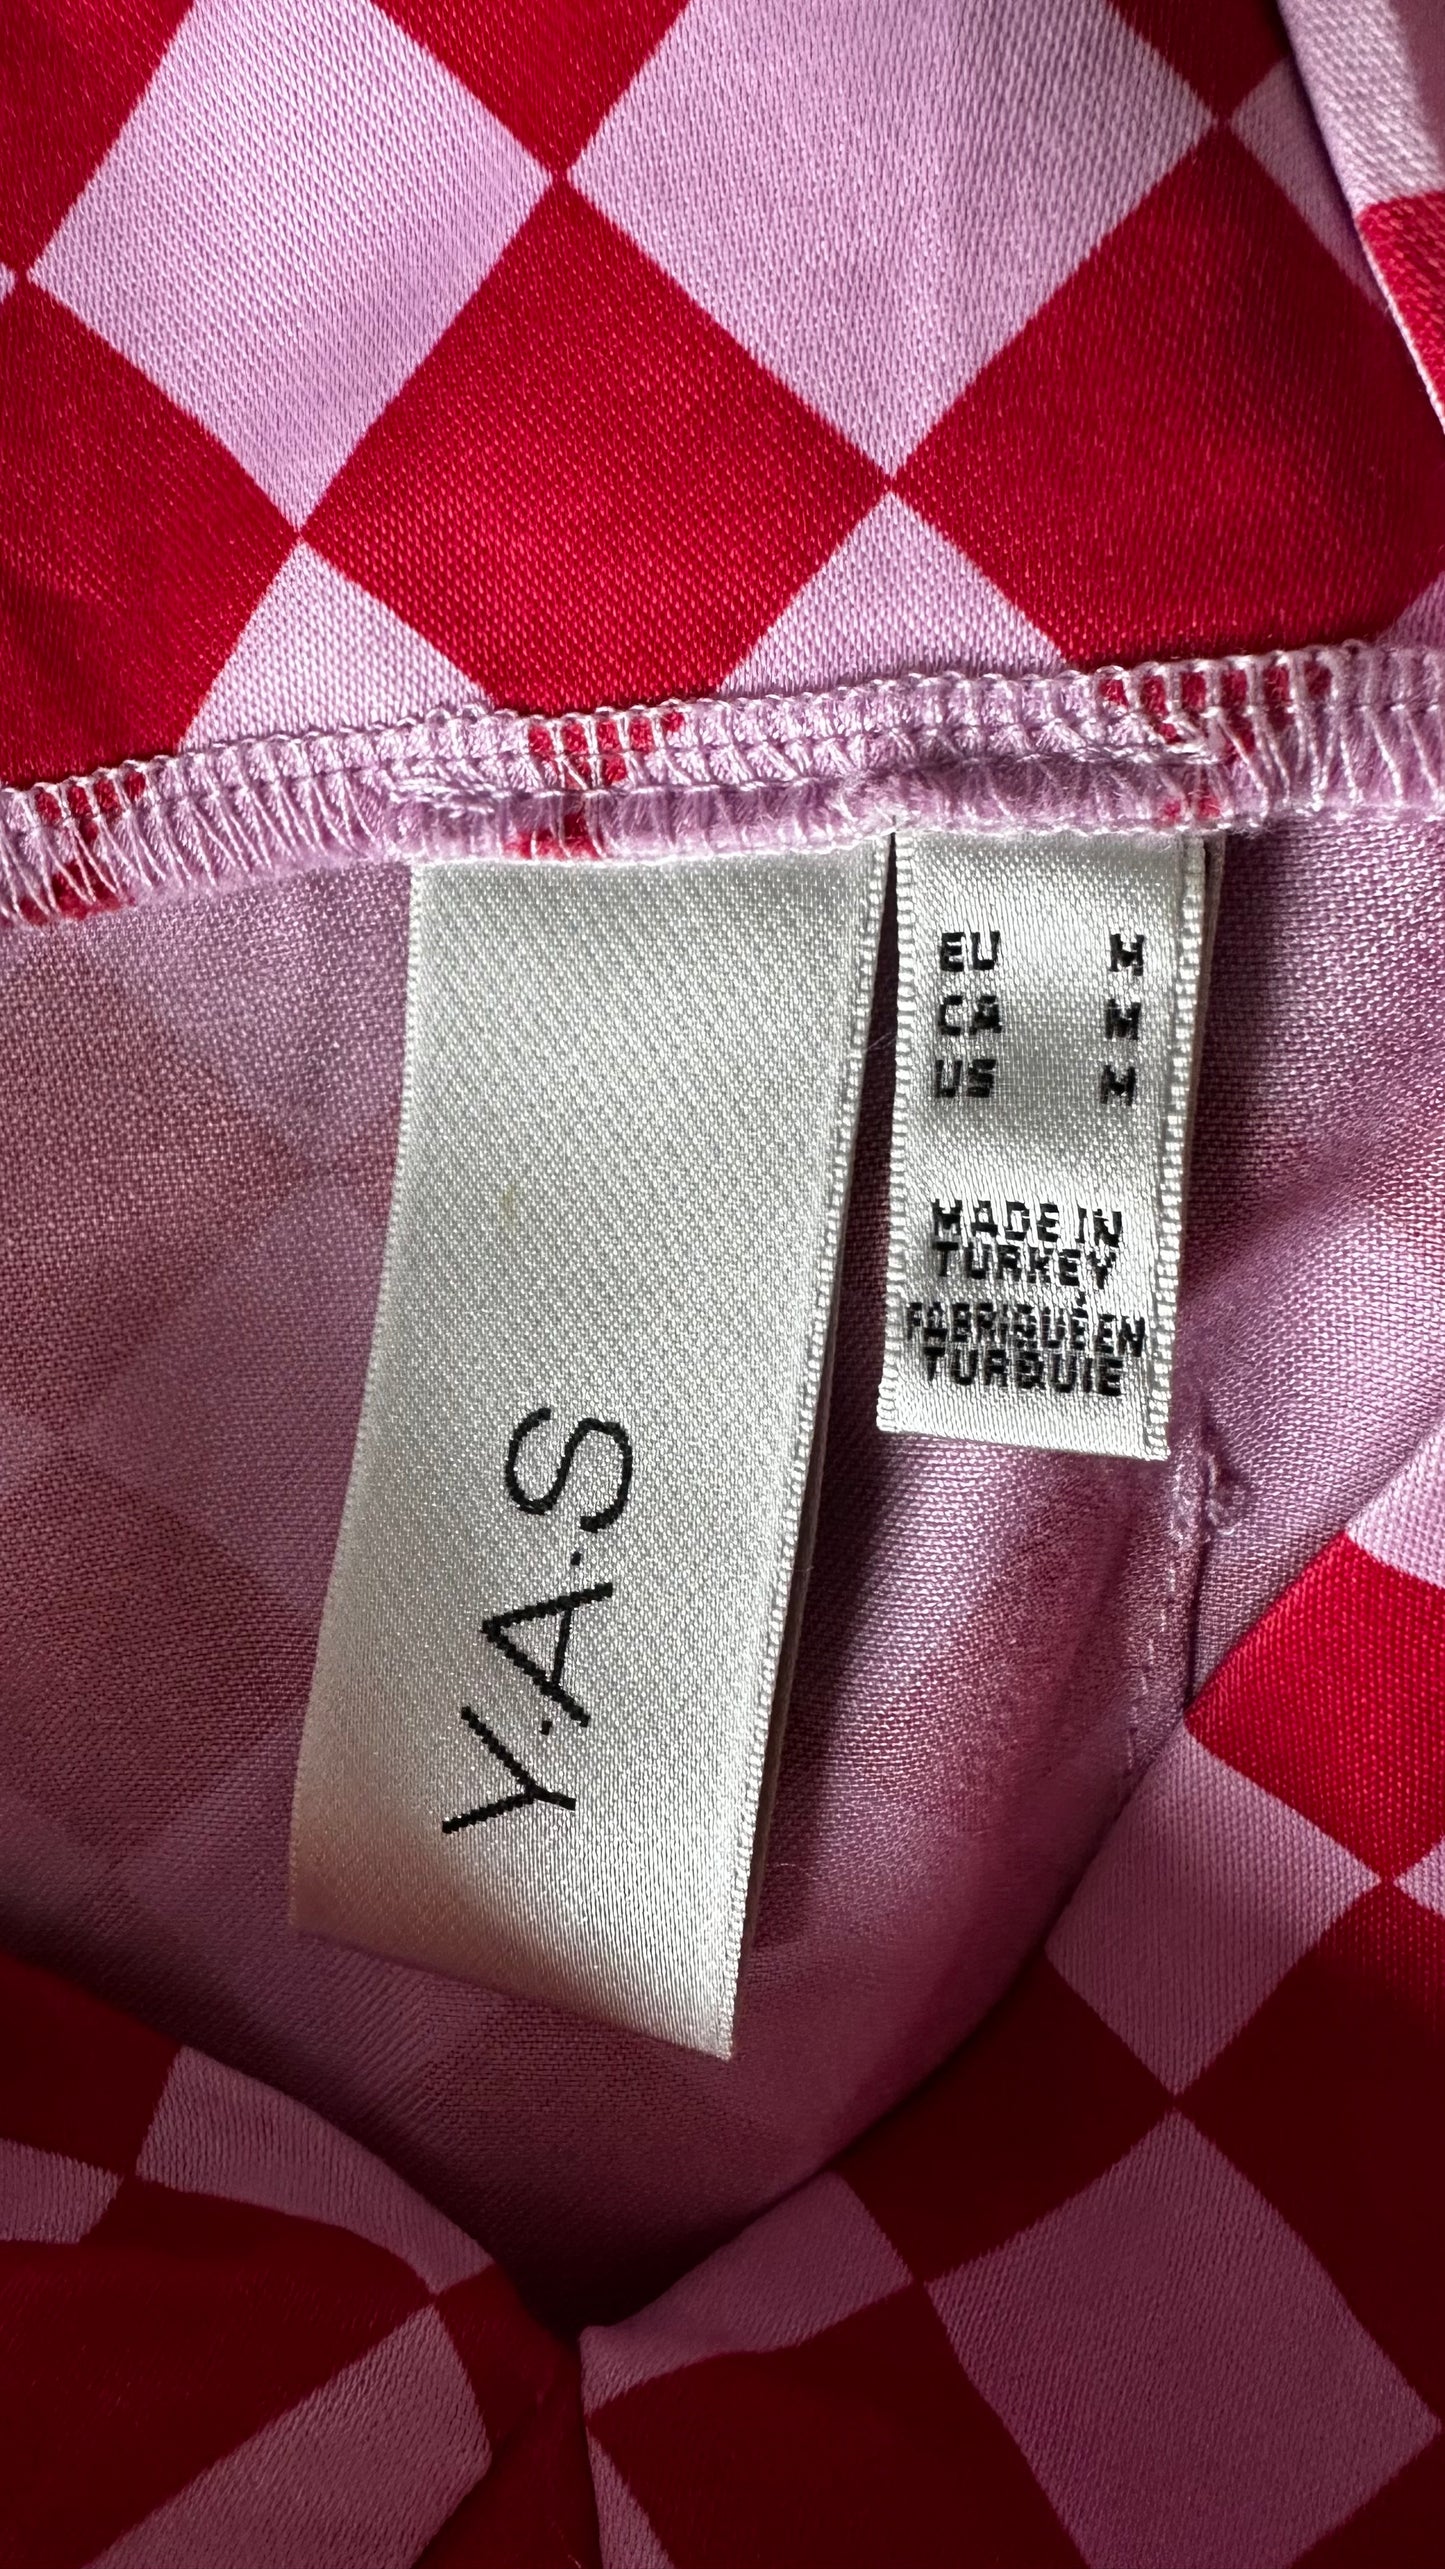 Y.A.S
EU M
CA M
US M
MADE IN
TURKEY
FABRIQUÉ EN
TURQUIE